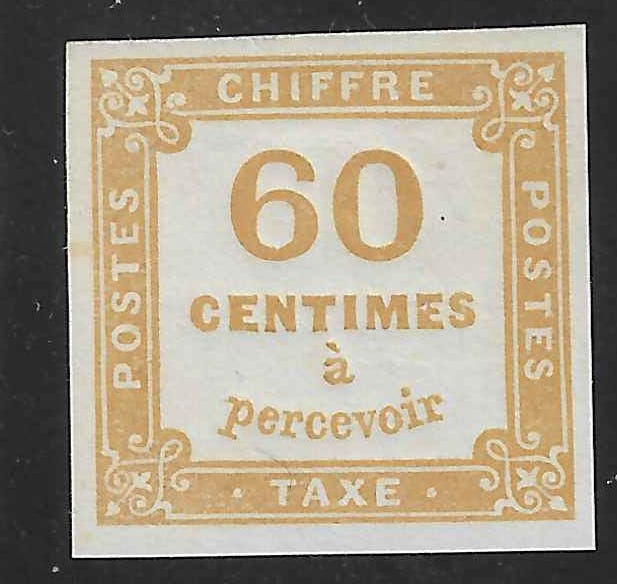 CHIFFRE
POSTES
60
CENTIMES
à
percevoir
POSTES
· TAXE ·